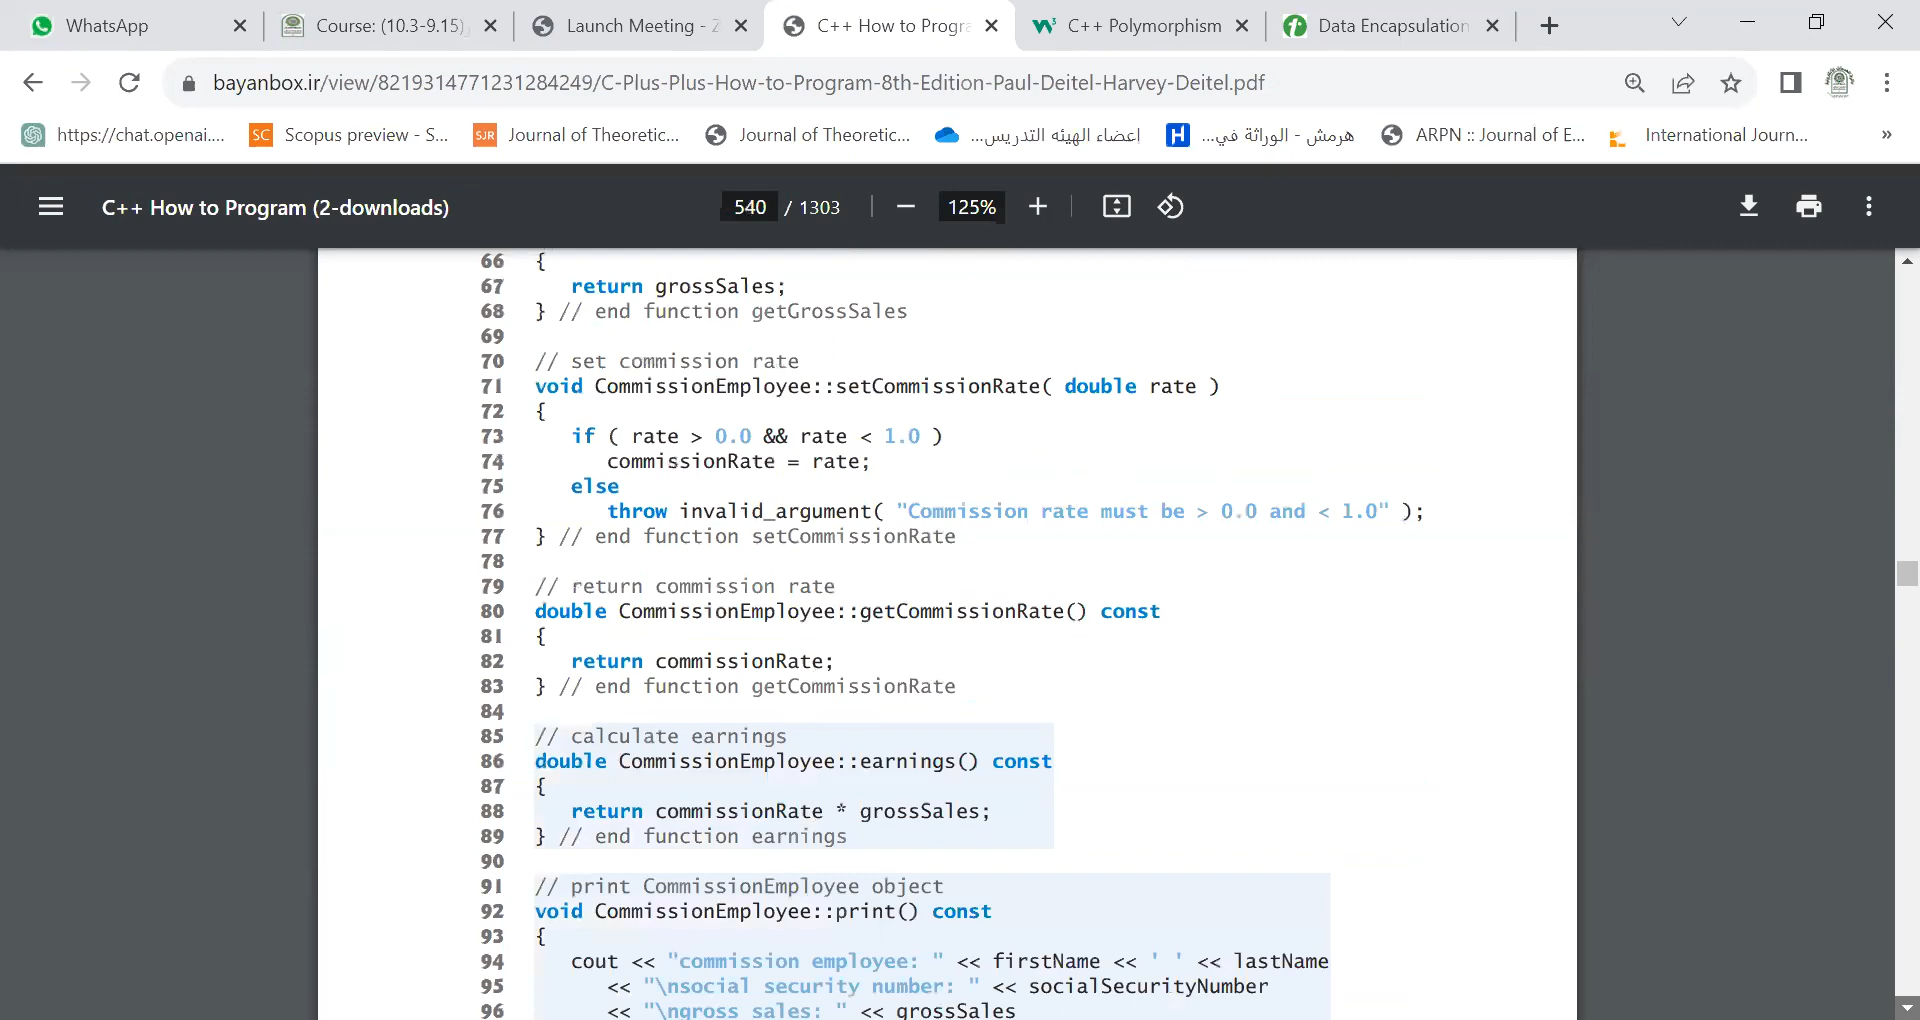 WhatsApp
Course: (10.3-9.15)
Launch Meeting - Z
C++ How to Progra
C++ Polymorphism
Data Encapsulation
bayanbox.ir/view/8219314771231284249/C-Plus-Plus-How-to-Program-8th-Edition-Paul-Deitel-Harvey-Deitel.pdf
https://chat.openai....
SC Scopus preview - S...
SJR Journal of Theoretic...
Journal of Theoretic...
اعضاء الهيئه التدريس...
H هرمش - الوراثة في...
ARPN :: Journal of E...
International Journ...
»
C++ How to Program (2-downloads)
540 / 1303
125%
66 {
67 return grossSales;
68 } // end function getGrossSales
69
70 // set commission rate
71 void CommissionEmployee::setCommissionRate( double rate )
72 {
73 if ( rate > 0.0 && rate < 1.0 )
74 commissionRate = rate;
75 else
76 throw invalid_argument( "Commission rate must be > 0.0 and < 1.0" );
77 } // end function setCommissionRate
78
79 // return commission rate
80 double CommissionEmployee::getCommissionRate() const
81 {
82 return commissionRate;
83 } // end function getCommissionRate
84
85 // calculate earnings
86 double CommissionEmployee::earnings() const
87 {
88 return commissionRate * grossSales;
89 } // end function earnings
90
91 // print CommissionEmployee object
92 void CommissionEmployee::print() const
93 {
94 cout << "commission employee: " << firstName << ' ' << lastName
95 << "\nsocial security number: " << socialSecurityNumber
96 << "\ngross sales: " << grossSales